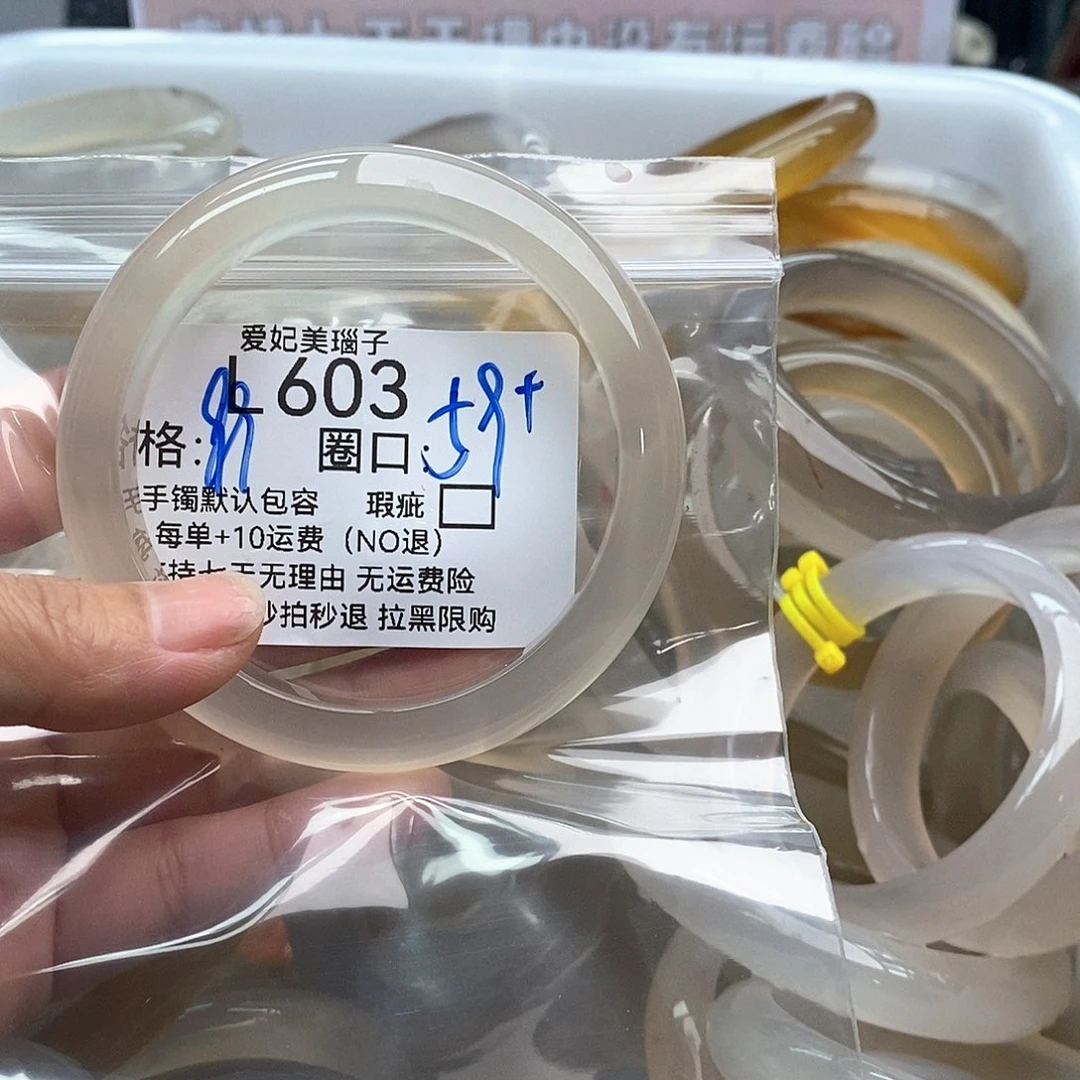 爱妃美瑙子
L603
格: 圈口: 59+
手镯默认包容 瑕疵
每单+10运费（NO退）
持七天无理由 无运费险
秒拍秒退 拉黑限购